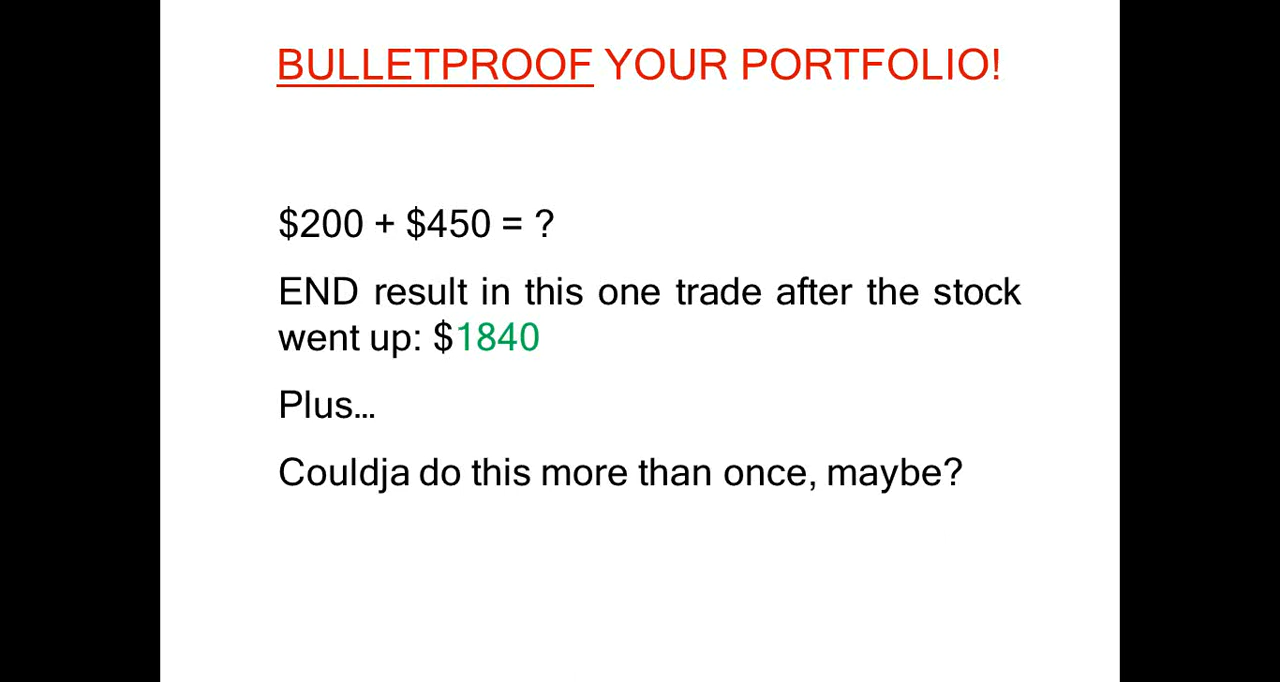 BULLETPROOF YOUR PORTFOLIO!
$200 + $450 = ?
END result in this one trade after the stock
went up: $1840
Plus…
Couldja do this more than once, maybe?